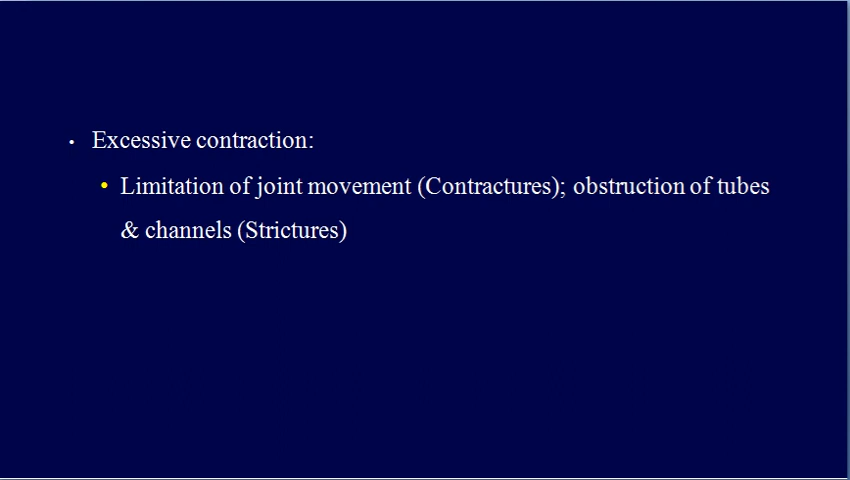 • Excessive contraction:
• Limitation of joint movement (Contractures); obstruction of tubes
& channels (Strictures)